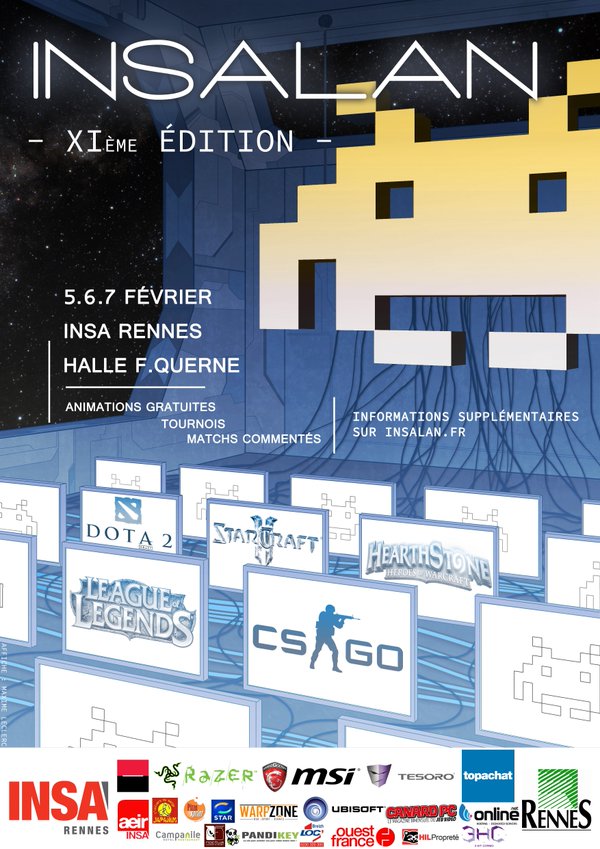 INSALAN
- XIÈME ÉDITION -
5.6.7 FÉVRIER
INSA RENNES
HALLE F.QUERNE
ANIMATIONS GRATUITES
TOURNOIS
MATCHS COMMENTÉS
INFORMATIONS SUPPLÉMENTAIRES
SUR INSALAN.FR
DOTA 2
STARCRAFT II
HEARTHSTONE
HEROES OF WARCRAFT
LEAGUE of LEGENDS
CS GO
AFFICHE : MAXIME LECLERC
INSA RENNES
RAZER
msi
TESORO
topachat
RENNES
aeir INSA
STAR
WARPZONE
UBISOFT
CANARD PC
online.net
Campanile
PANDIKEY
LOC
ouest france
HILPropreté
3HC